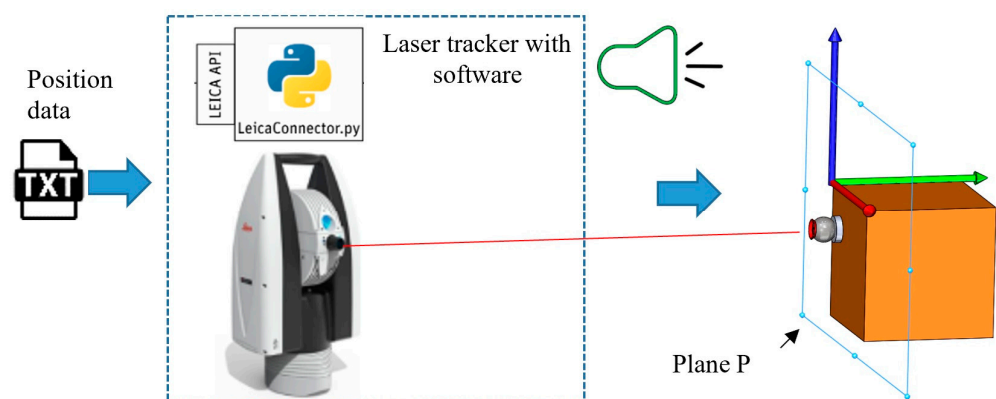 Position
data
TXT
LEICA API
LeicaConnector.py
Laser tracker with
software
Plane P